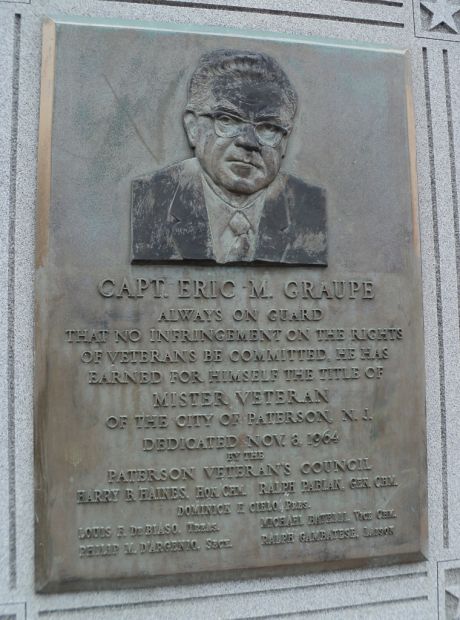 CAPT. ERIC M. GRAUPE
ALWAYS ON GUARD
THAT NO INFRINGEMENT ON THE RIGHTS
OF VETERANS BE COMMITTED. HE HAS
EARNED FOR HIMSELF THE TITLE OF
MISTER VETERAN
OF THE CITY OF PATERSON, N. J.
DEDICATED NOV. 8, 1964
BY THE
PATERSON VETERAN'S COUNCIL
HARRY B. HAINES, HON. CHM. RALPH PABIAN, GEN. CHM.
DOMINICK F. CIELO, PRES.
LOUIS F. DEBIASO, TREAS. MICHAEL VICE CHM.
PHILIP M. D'ARGENIO, SECY. RALPH GAMBATESE, LIAISON